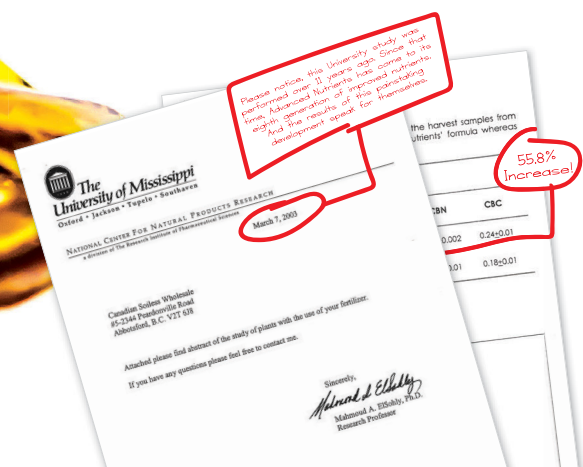 Please notice, this University study was
performed over 11 years ago. Since that
time, Advanced Nutrients has come to its
eighth generation of improved nutrients.
And the results of this painstaking
development speak for themselves.
The
University of Mississippi
Oxford • Jackson • Tupelo • Southaven
NATIONAL CENTER FOR NATURAL PRODUCTS RESEARCH
a division of The Research Institute of Pharmaceutical Sciences
March 7, 2003
Canadian Soiless Wholesale
#5-2344 Peardonville Road
Abbotsford, B.C. V2T 6J8
Attached please find abstract of the study of plants with the use of your fertilizer.
If you have any questions please feel free to contact me.
Sincerely,
Mahmoud A. ElSohly
Mahmoud A. ElSohly, Ph.D.
Research Professor
the harvest samples from
utrients' formula whereas
55.8%
Increase!
CBN CBC
0.002 0.24±0.01
0.01 0.18±0.01